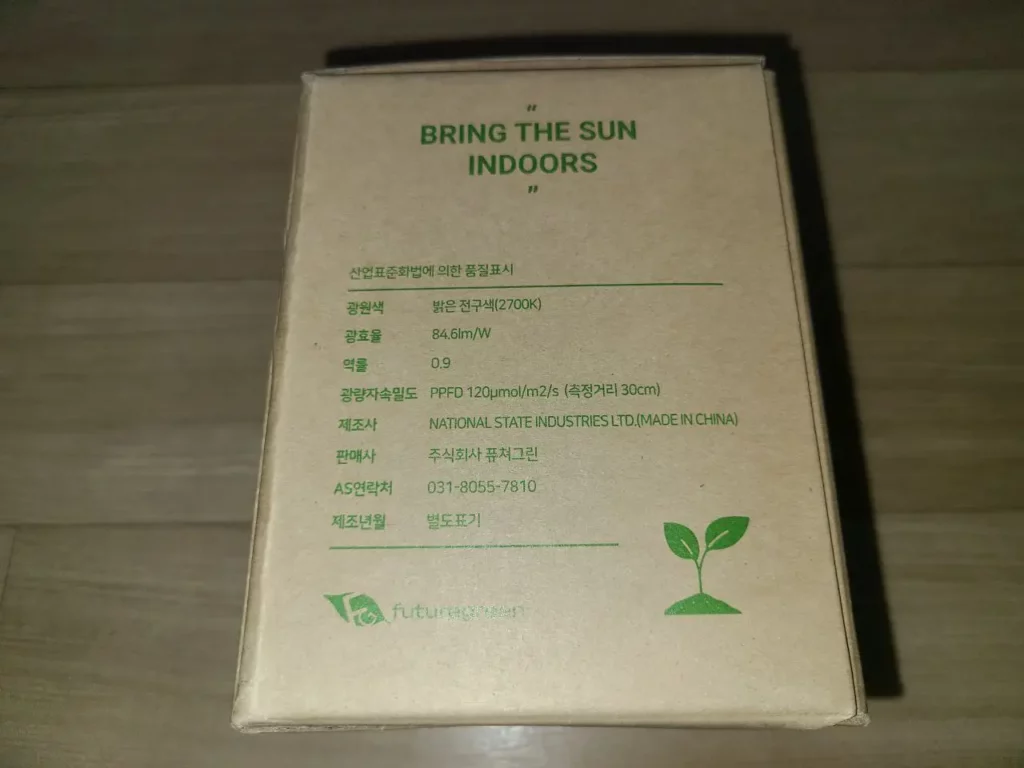 "
BRING THE SUN
INDOORS
"
산업표준화법에 의한 품질표시
광원색 밝은 전구색(2700K)
광효율 84.6lm/W
역률 0.9
광량자속밀도 PPFD 120μmol/m2/s (측정거리 30cm)
제조사 NATIONAL STATE INDUSTRIES LTD.(MADE IN CHINA)
판매사 주식회사 퓨쳐그린
AS연락처 031-8055-7810
제조년월 별도표기